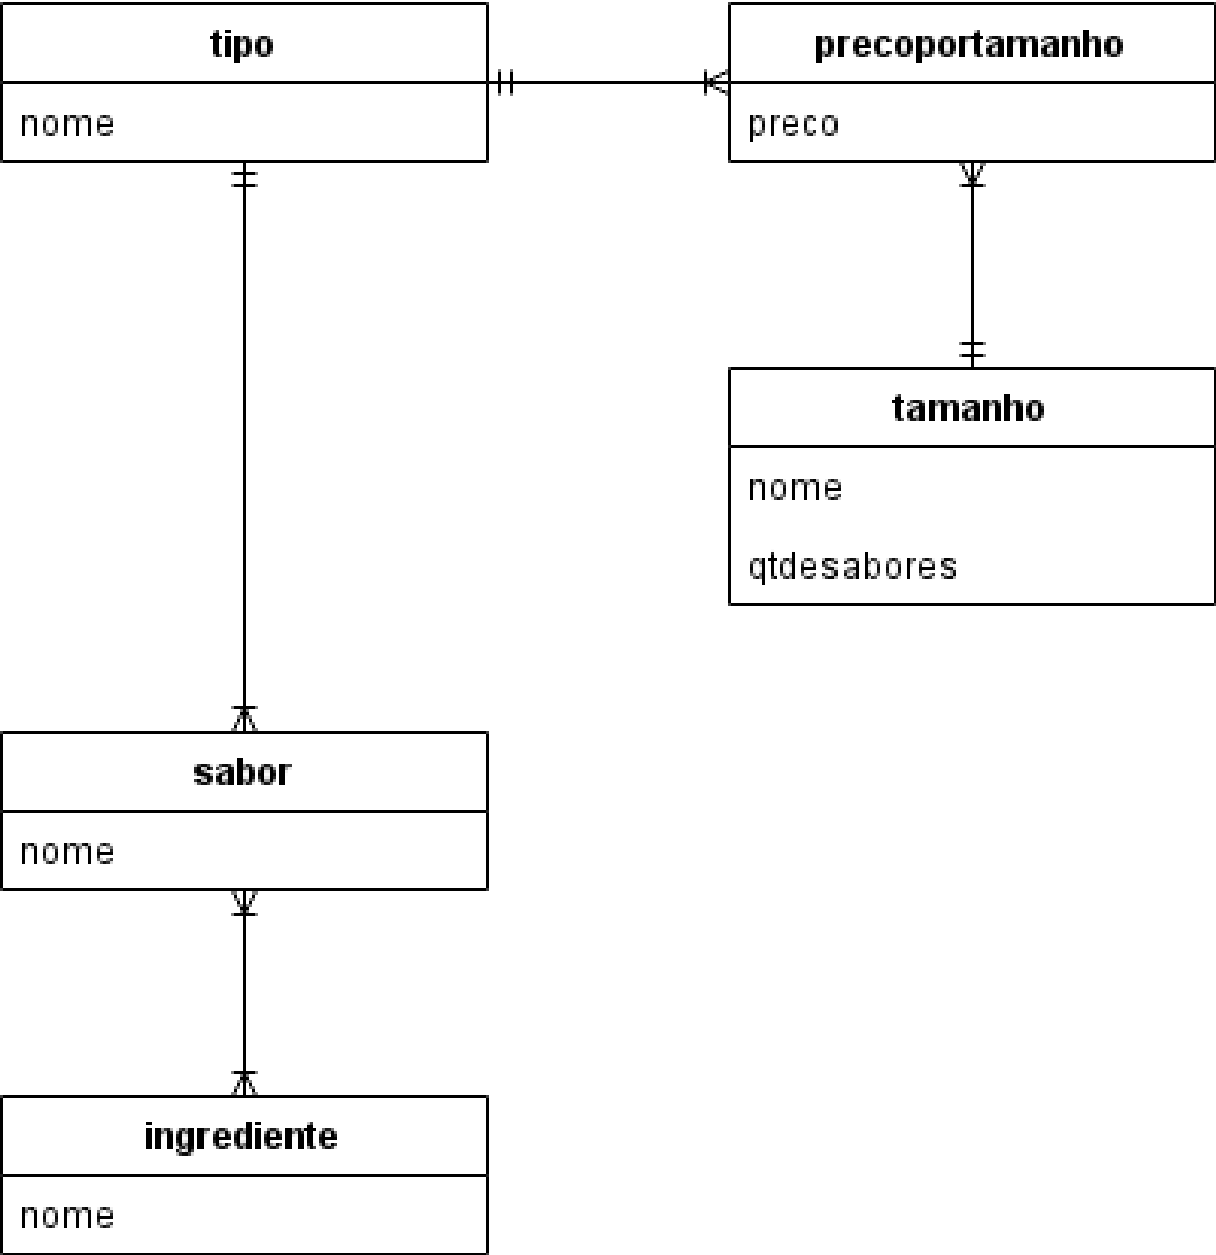 tipo
nome
precoportamanho
preco
tamanho
nome
qtdesabores
sabor
nome
ingrediente
nome